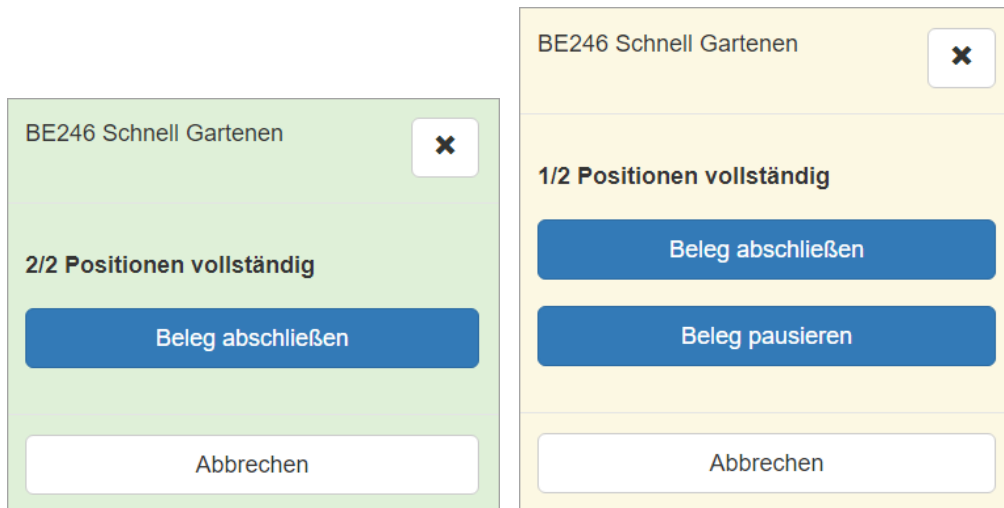 BE246 Schnell Gartenen
2/2 Positionen vollständig
Beleg abschließen
Abbrechen
BE246 Schnell Gartenen
1/2 Positionen vollständig
Beleg abschließen
Beleg pausieren
Abbrechen